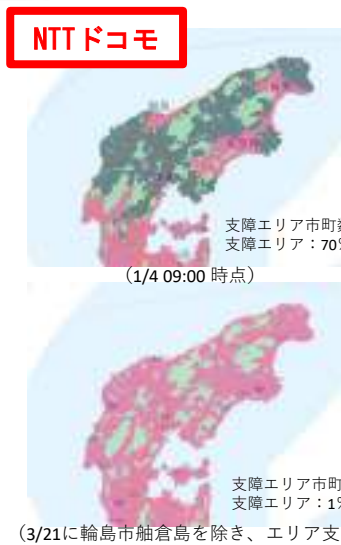 NTTドコモ
支障エリア市町数
支障エリア：70%
（1/4 09:00 時点）
支障エリア市町
支障エリア：1%
（3/21に輪島市舳倉島を除き、エリア支